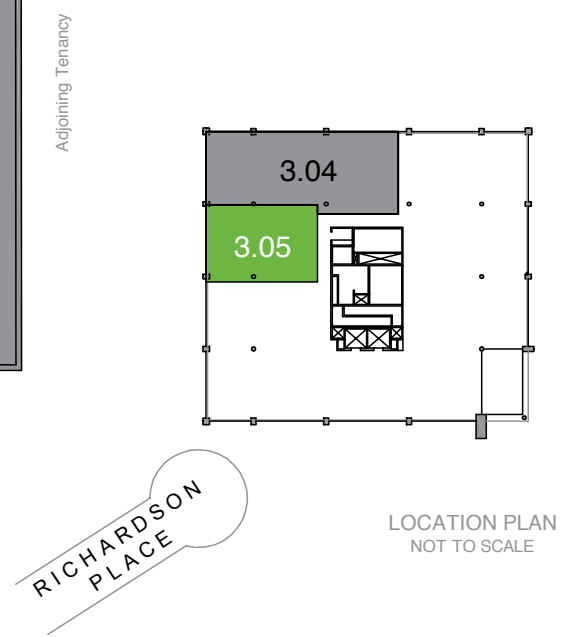 Adjoining Tenancy
3.04
3.05
RICHARDSON
PLACE
LOCATION PLAN
NOT TO SCALE